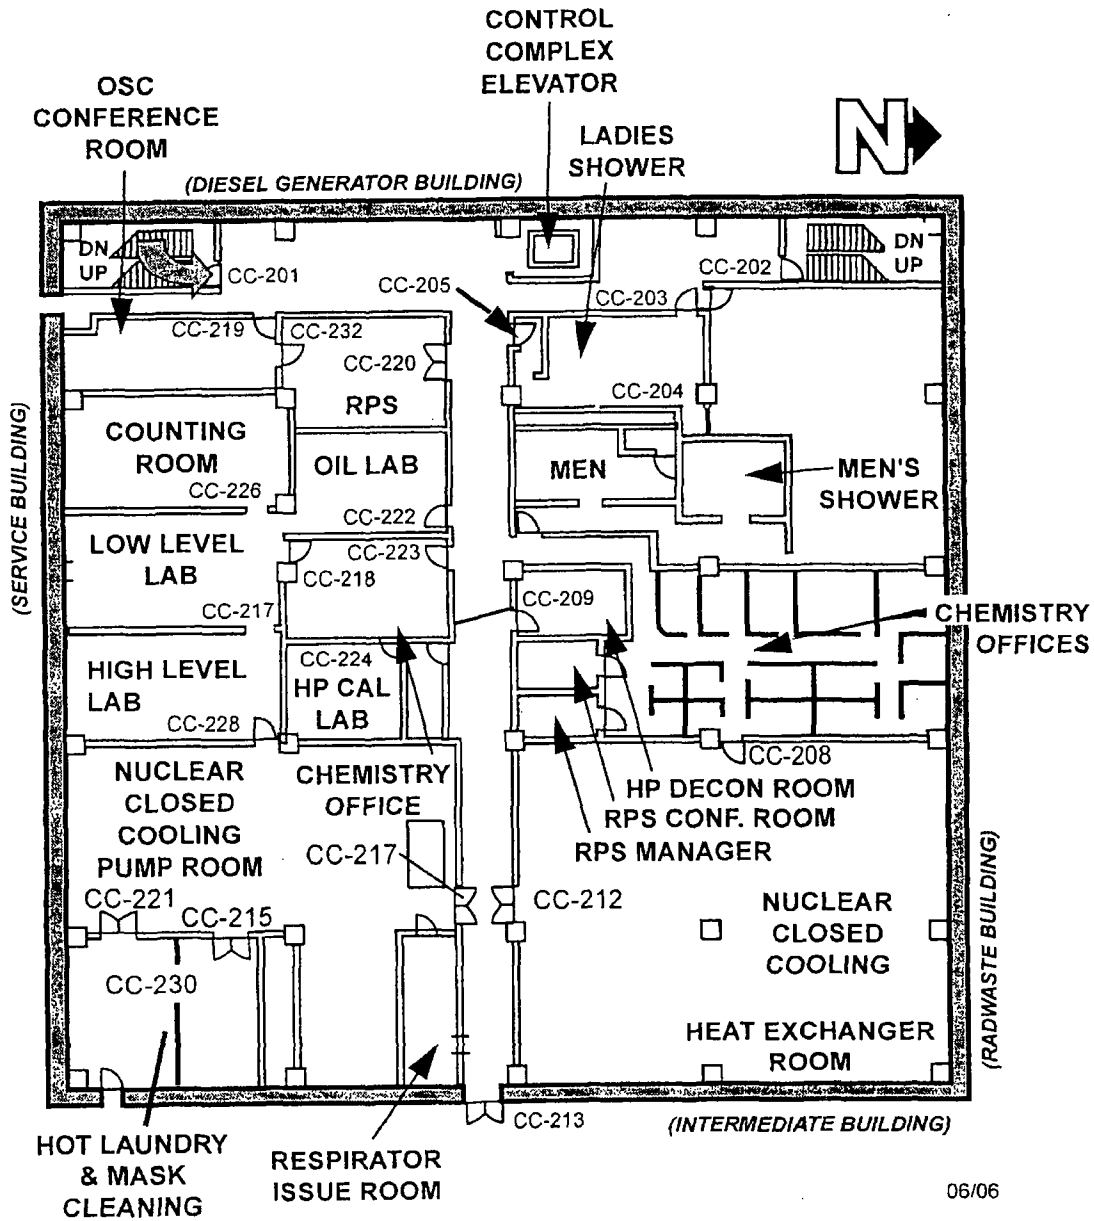 CONTROL
COMPLEX
ELEVATOR
OSC
CONFERENCE
ROOM
LADIES
SHOWER
N
(DIESEL GENERATOR BUILDING)
DN
UP
CC-201
CC-202
DN
UP
CC-205
CC-203
CC-219
CC-232
CC-220
RPS
CC-204
COUNTING
ROOM
CC-226
OIL LAB
CC-222
MEN
MEN'S
SHOWER
(SERVICE BUILDING)
LOW LEVEL
LAB
CC-217
CC-223
CC-218
CC-209
CHEMISTRY
OFFICES
HIGH LEVEL
LAB
CC-228
CC-224
HP CAL
LAB
CC-208
NUCLEAR
CLOSED
COOLING
PUMP ROOM
CHEMISTRY
OFFICE
HP DECON ROOM
RPS CONF. ROOM
RPS MANAGER
CC-217
CC-221
CC-215
CC-212
NUCLEAR
CLOSED
COOLING
HEAT EXCHANGER
ROOM
(RADWASTE BUILDING)
CC-230
CC-213
(INTERMEDIATE BUILDING)
HOT LAUNDRY
& MASK
CLEANING
RESPIRATOR
ISSUE ROOM
06/06